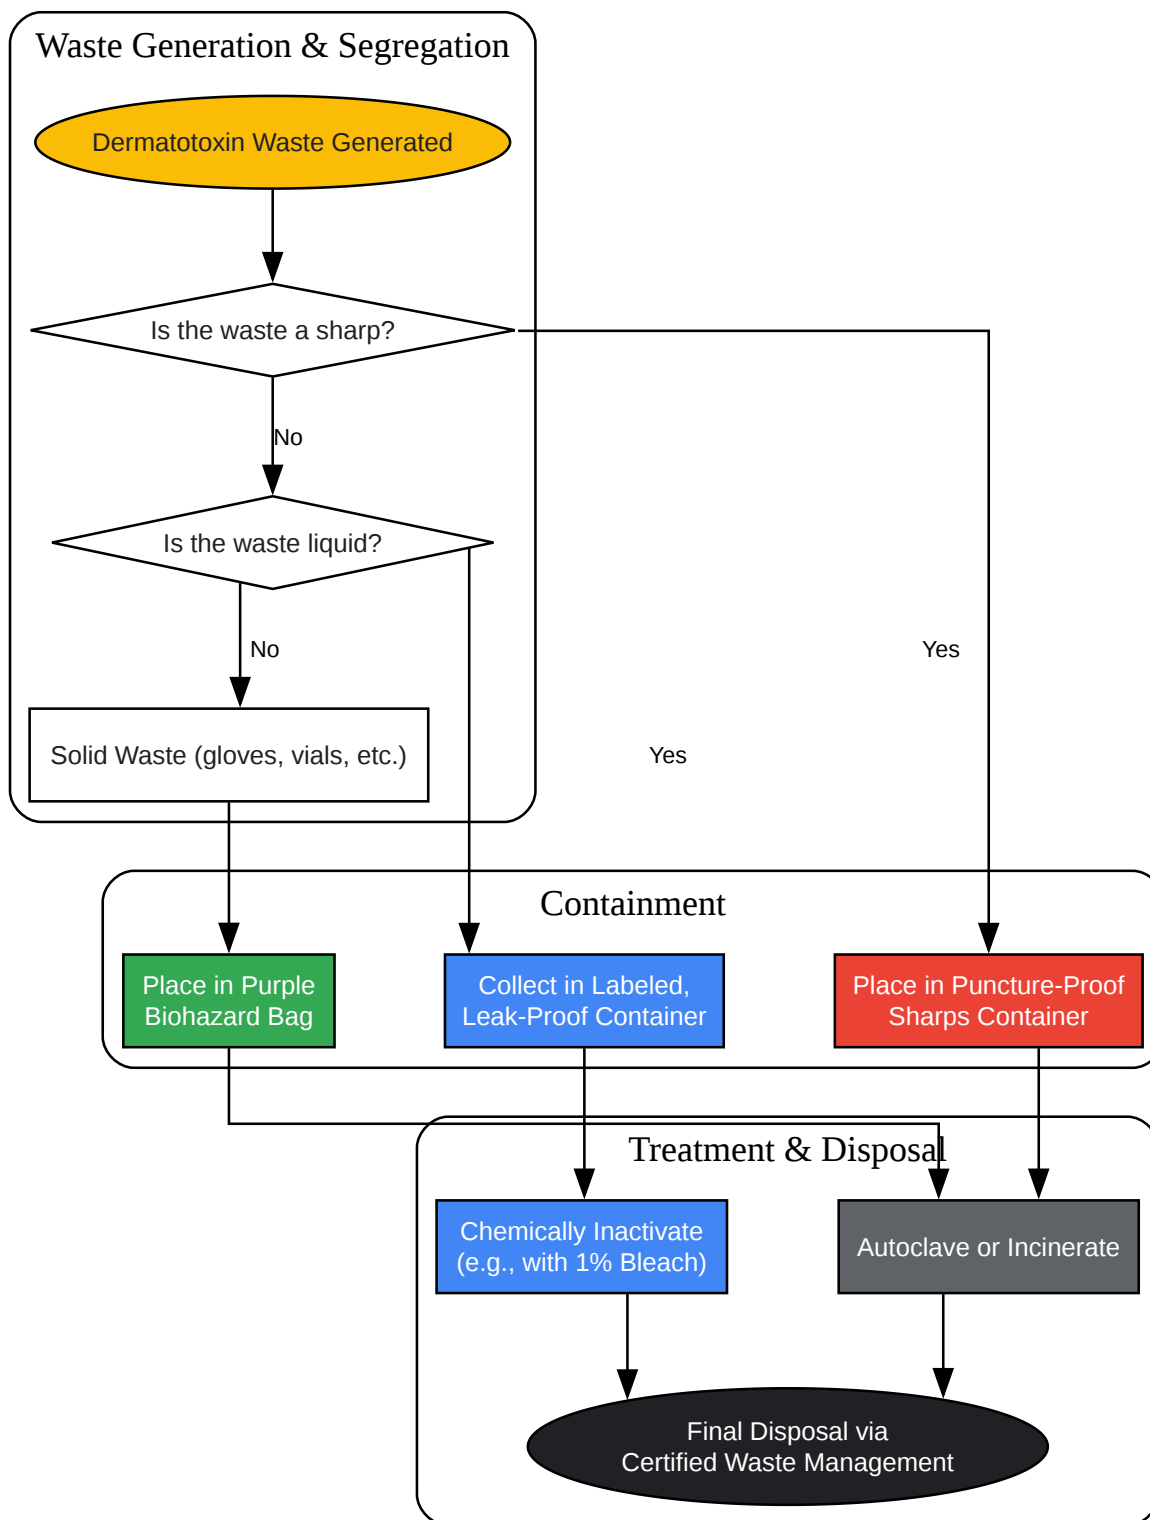 Waste Generation & Segregation
Dermatotoxin Waste Generated
Is the waste a sharp?
No
Is the waste liquid?
No
Yes
Solid Waste (gloves, vials, etc.)
Yes
Containment
Place in Purple
Biohazard Bag
Collect in Labeled,
Leak-Proof Container
Place in Puncture-Proof
Sharps Container
Treatment & Disposal
Chemically Inactivate
(e.g., with 1% Bleach)
Autoclave or Incinerate
Final Disposal via
Certified Waste Management